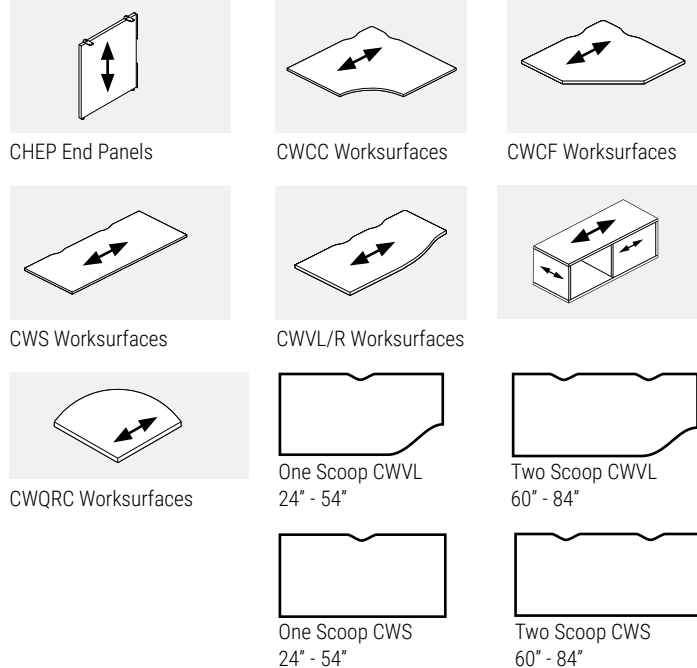 CHEP End Panels
CWCC Worksurfaces
CWCF Worksurfaces
CWS Worksurfaces
CWVL/R Worksurfaces
CWQRC Worksurfaces
One Scoop CWVL
24” - 54”
Two Scoop CWVL
60” - 84”
One Scoop CWS
24” - 54”
Two Scoop CWS
60” - 84”